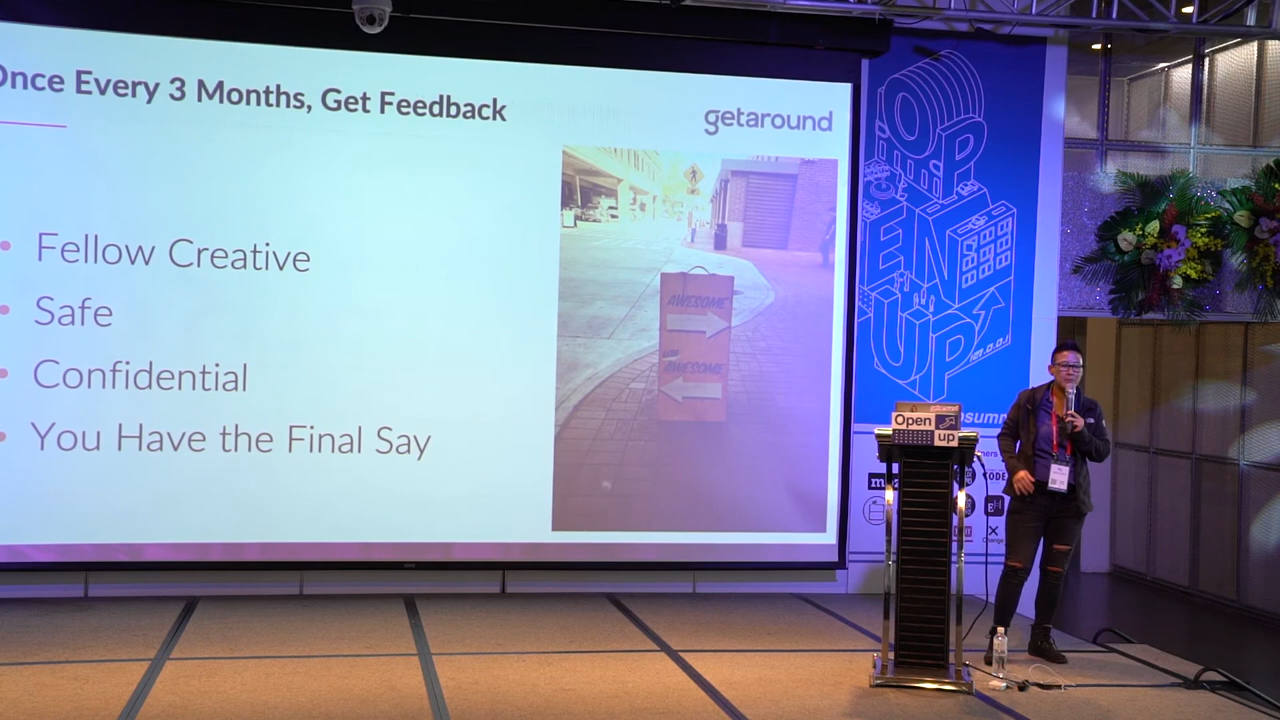 Once Every 3 Months, Get Feedback
getaround
Fellow Creative
Safe
Confidential
You Have the Final Say
AWESOME
AWESOME
OP
EN
UP
Open
up